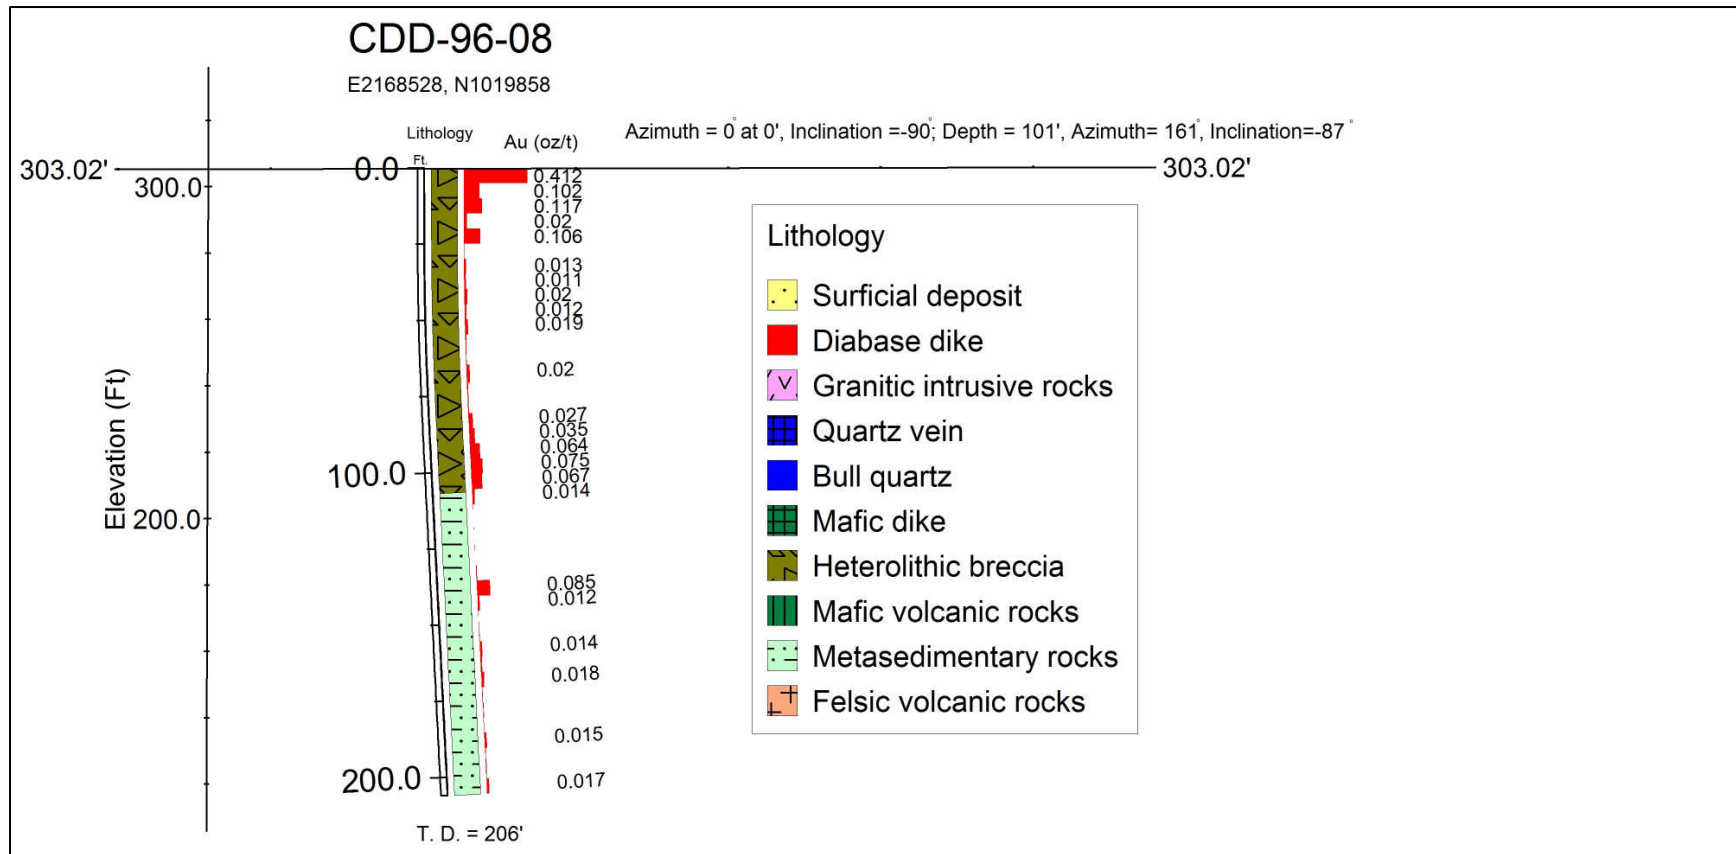 CDD-96-08
E2168528, N1019858
Lithology
Au (oz/t)
Azimuth = 0° at 0', Inclination =-90°; Depth = 101', Azimuth= 161°, Inclination=-87°
Ft.
303.02'
0.0
303.02'
300.0
0.412
0.102
0.117
0.02
0.106
0.013
0.011
0.02
0.012
0.019
0.02
0.027
0.035
0.064
0.075
0.067
0.014
100.0
Elevation (Ft)
200.0
0.085
0.012
0.014
0.018
0.015
0.017
200.0
T. D. = 206'
Lithology
Surficial deposit
Diabase dike
Granitic intrusive rocks
Quartz vein
Bull quartz
Mafic dike
Heterolithic breccia
Mafic volcanic rocks
Metasedimentary rocks
Felsic volcanic rocks